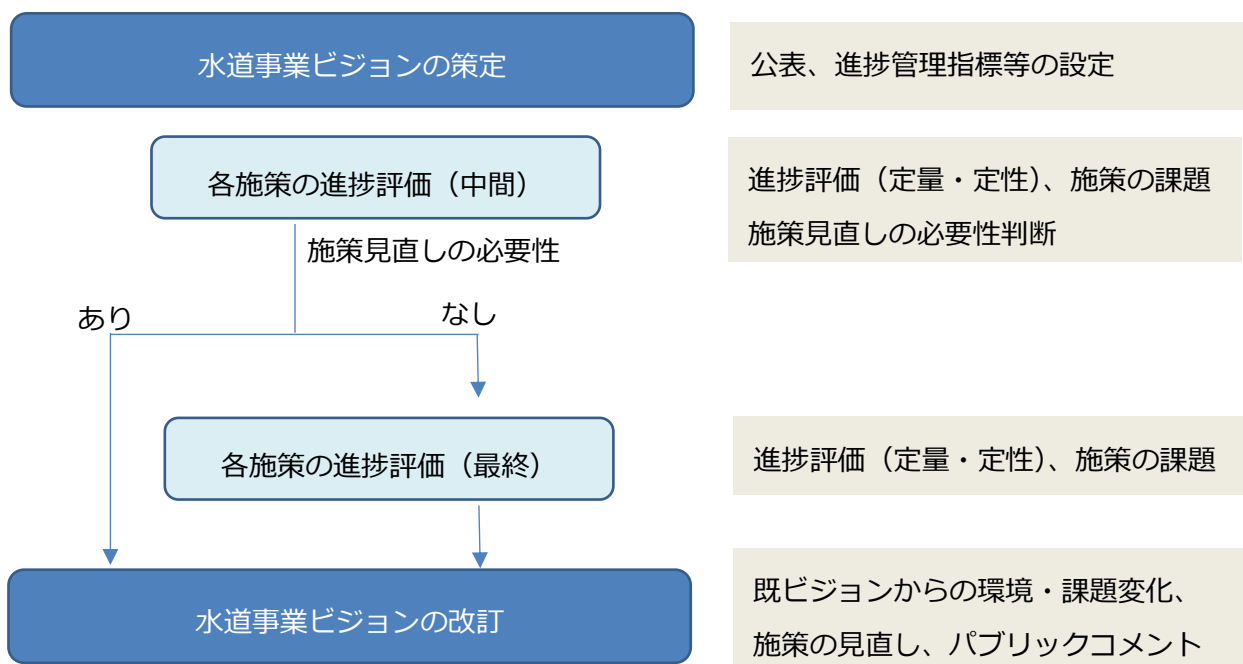 水道事業ビジョンの策定
公表、進捗管理指標等の設定
各施策の進捗評価（中間）
進捗評価（定量・定性）、施策の課題
施策見直しの必要性判断
施策見直しの必要性
あり
なし
各施策の進捗評価（最終）
進捗評価（定量・定性）、施策の課題
水道事業ビジョンの改訂
既ビジョンからの環境・課題変化、
施策の見直し、パブリックコメント